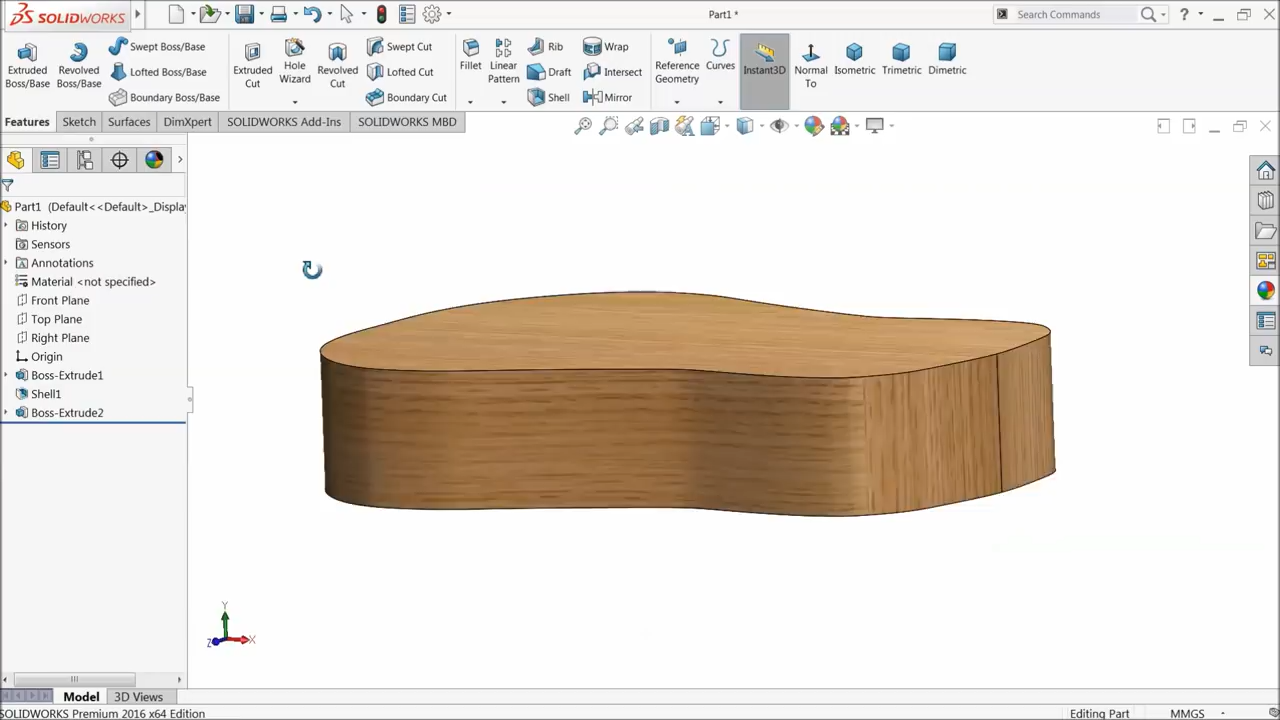 SOLIDWORKS
Part1 *
Search Commands
?
Extruded Boss/Base
Revolved Boss/Base
Swept Boss/Base
Lofted Boss/Base
Boundary Boss/Base
Extruded Cut
Hole Wizard
Revolved Cut
Swept Cut
Lofted Cut
Boundary Cut
Fillet
Linear Pattern
Rib
Draft
Shell
Wrap
Intersect
Mirror
Reference Geometry
Curves
Instant3D
Normal To
Isometric
Trimetric
Dimetric
Features
Sketch
Surfaces
DimXpert
SOLIDWORKS Add-Ins
SOLIDWORKS MBD
Part1 (Default<<Default>_Display
History
Sensors
Annotations
Material <not specified>
Front Plane
Top Plane
Right Plane
Origin
Boss-Extrude1
Shell1
Boss-Extrude2
Y
Z
X
Model
3D Views
SOLIDWORKS Premium 2016 x64 Edition
Editing Part
MMGS